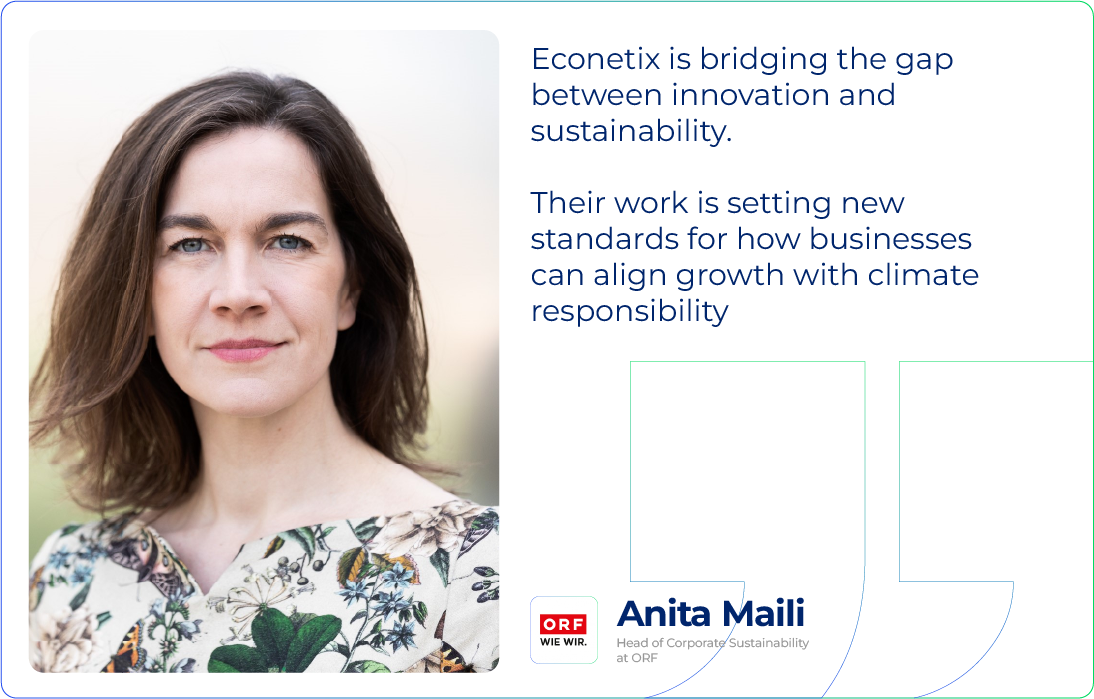 Econetix is bridging the gap
between innovation and
sustainability.
Their work is setting new
standards for how businesses
can align growth with climate
responsibility
ORF
WIE WIR.
Anita Maili
Head of Corporate Sustainability
at ORF